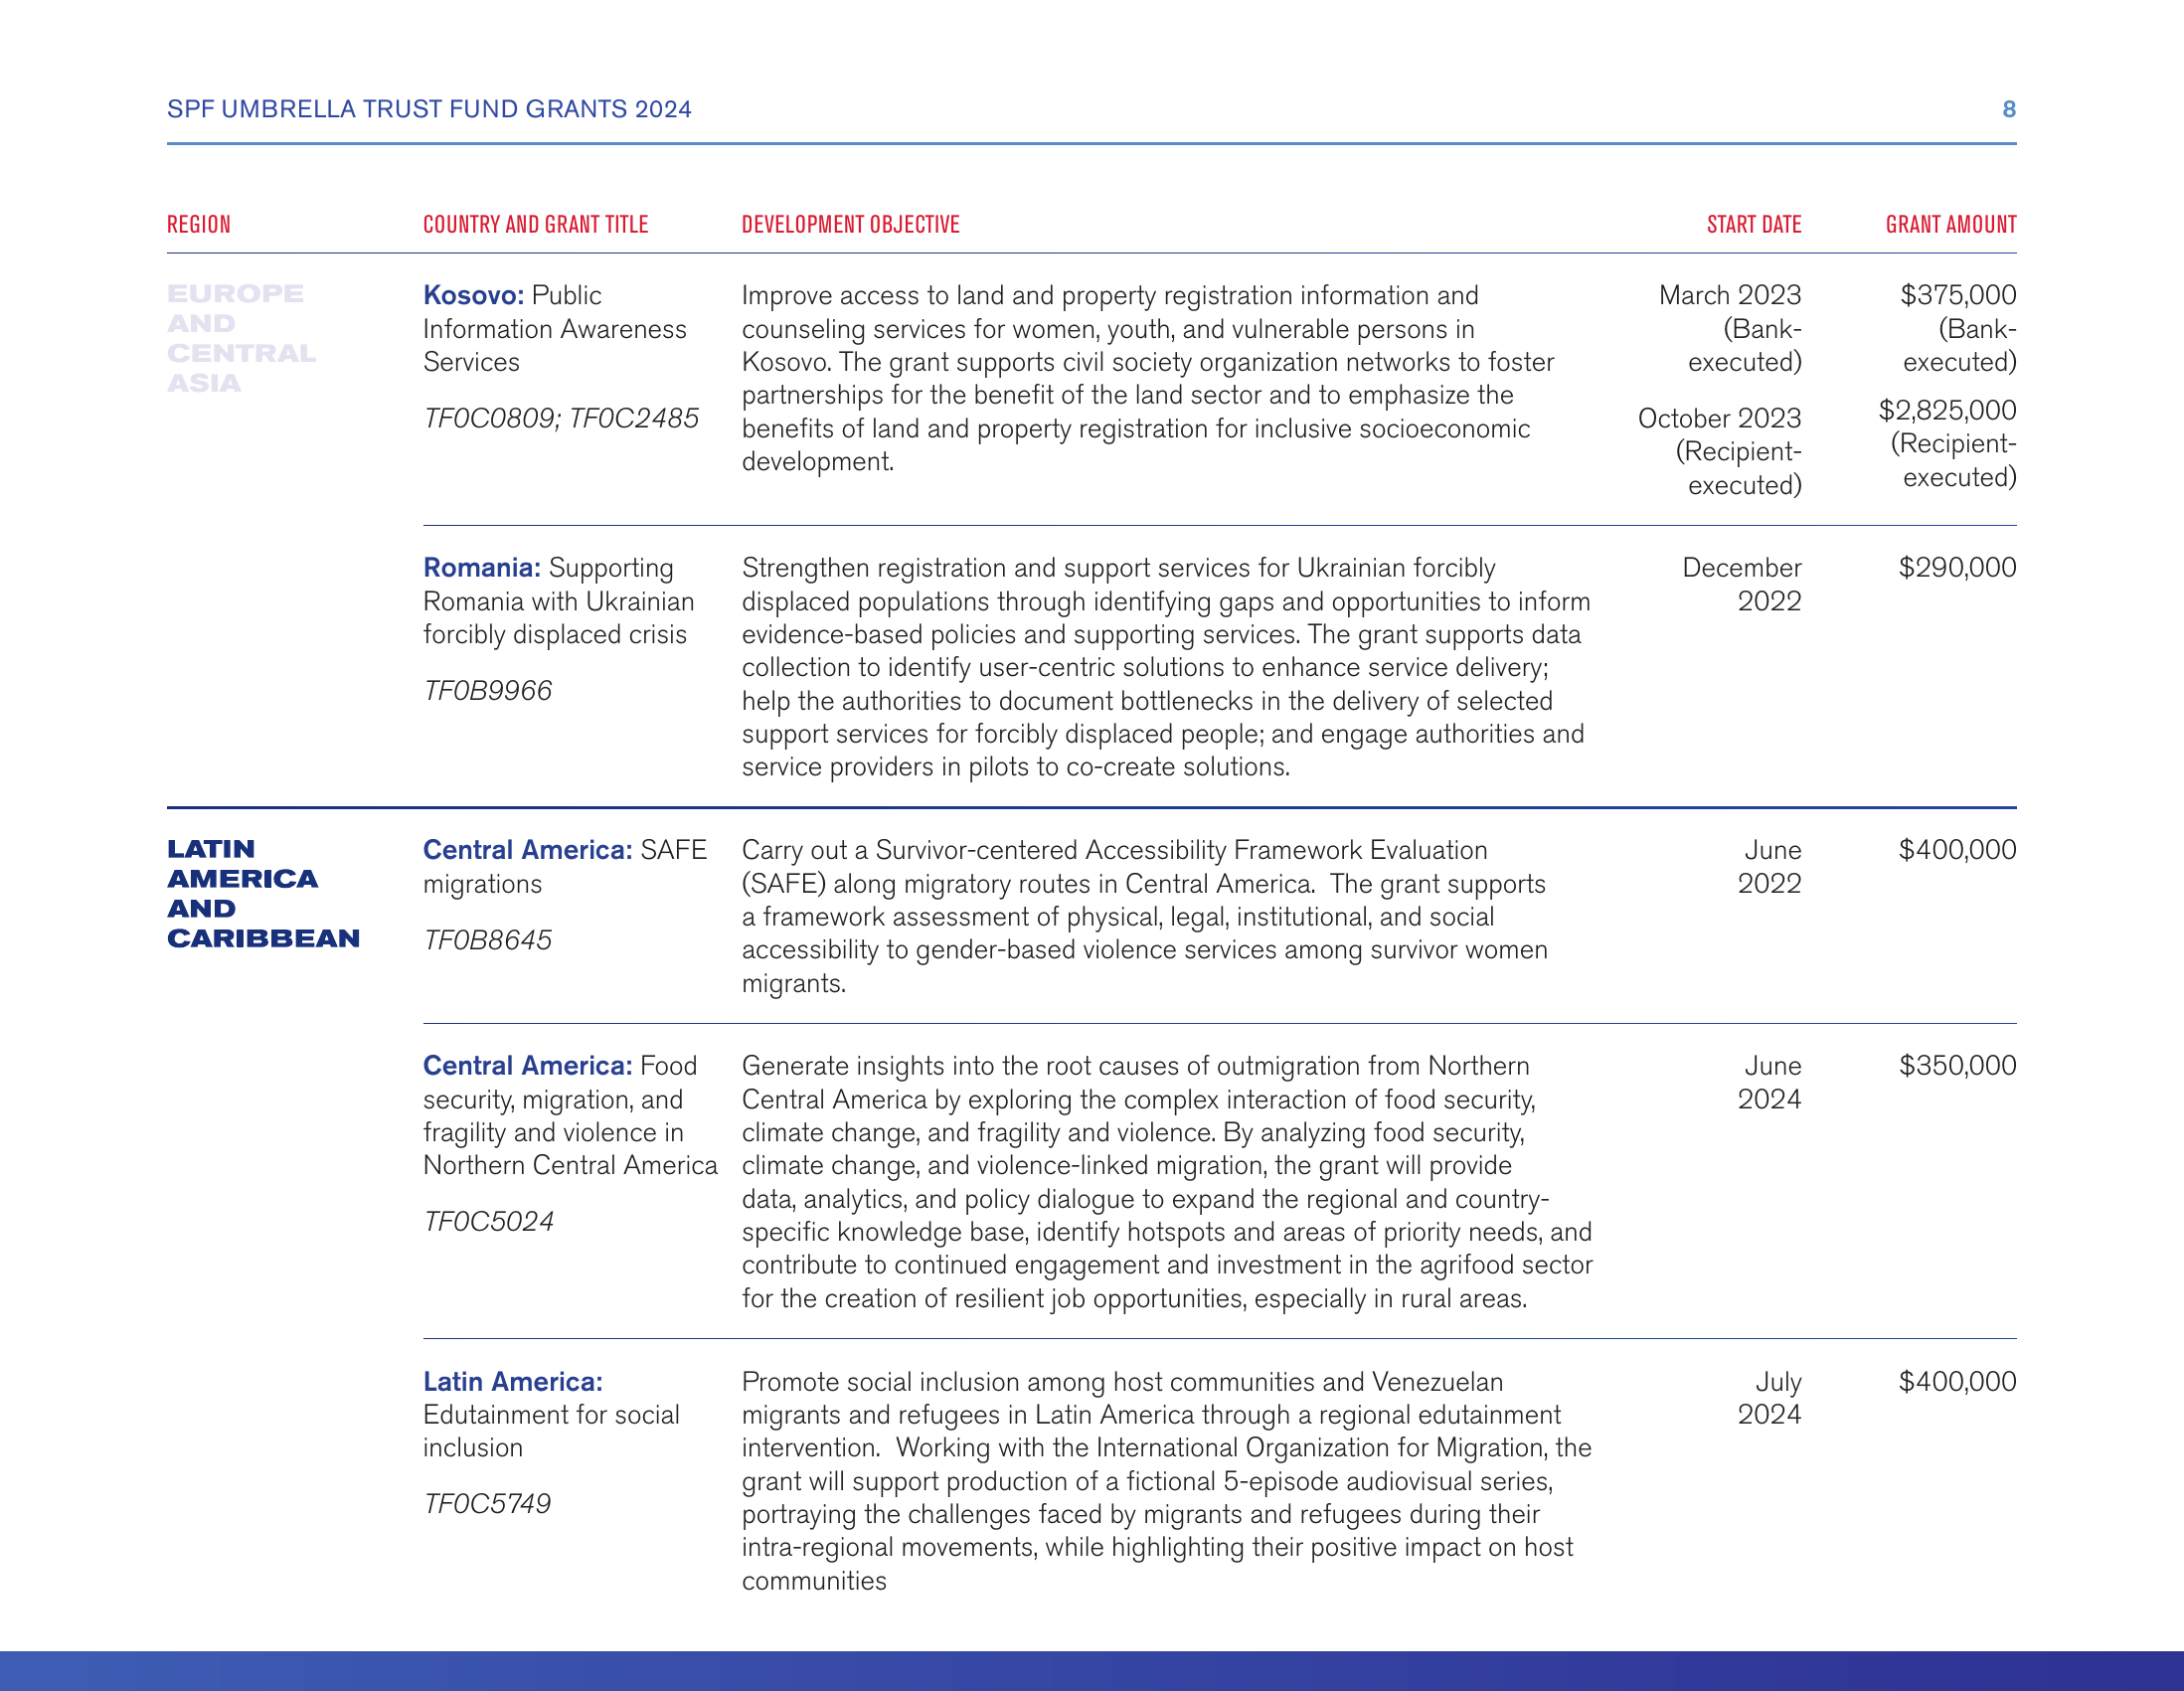 SPF UMBRELLA TRUST FUND GRANTS 2024
8
REGION
COUNTRY AND GRANT TITLE
DEVELOPMENT OBJECTIVE
START DATE
GRANT AMOUNT
EUROPE
AND
CENTRAL
ASIA
Kosovo: Public
Information Awareness
Services
TF0C0809; TF0C2485
Improve access to land and property registration information and
counseling services for women, youth, and vulnerable persons in
Kosovo. The grant supports civil society organization networks to foster
partnerships for the benefit of the land sector and to emphasize the
benefits of land and property registration for inclusive socioeconomic
development.
March 2023
(Bank-
executed)
October 2023
(Recipient-
executed)
$375,000
(Bank-
executed)
$2,825,000
(Recipient-
executed)
Romania: Supporting
Romania with Ukrainian
forcibly displaced crisis
TF0B9966
Strengthen registration and support services for Ukrainian forcibly
displaced populations through identifying gaps and opportunities to inform
evidence-based policies and supporting services. The grant supports data
collection to identify user-centric solutions to enhance service delivery;
help the authorities to document bottlenecks in the delivery of selected
support services for forcibly displaced people; and engage authorities and
service providers in pilots to co-create solutions.
December
2022
$290,000
LATIN
AMERICA
AND
CARIBBEAN
Central America: SAFE
migrations
TF0B8645
Carry out a Survivor-centered Accessibility Framework Evaluation
(SAFE) along migratory routes in Central America.  The grant supports
a framework assessment of physical, legal, institutional, and social
accessibility to gender-based violence services among survivor women
migrants.
June
2022
$400,000
Central America: Food
security, migration, and
fragility and violence in
Northern Central America
TF0C5024
Generate insights into the root causes of outmigration from Northern
Central America by exploring the complex interaction of food security,
climate change, and fragility and violence. By analyzing food security,
climate change, and violence-linked migration, the grant will provide
data, analytics, and policy dialogue to expand the regional and country-
specific knowledge base, identify hotspots and areas of priority needs, and
contribute to continued engagement and investment in the agrifood sector
for the creation of resilient job opportunities, especially in rural areas.
June
2024
$350,000
Latin America:
Edutainment for social
inclusion
TF0C5749
Promote social inclusion among host communities and Venezuelan
migrants and refugees in Latin America through a regional edutainment
intervention.  Working with the International Organization for Migration, the
grant will support production of a fictional 5-episode audiovisual series,
portraying the challenges faced by migrants and refugees during their
intra-regional movements, while highlighting their positive impact on host
communities
July
2024
$400,000